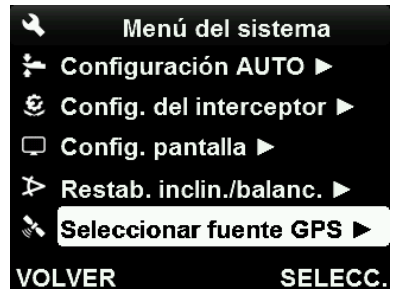 Menú del sistema
Configuración AUTO ►
Config. del interceptor ►
Config. pantalla ►
Restab. inclin./balanc. ►
Seleccionar fuente GPS ►
VOLVER SELECC.